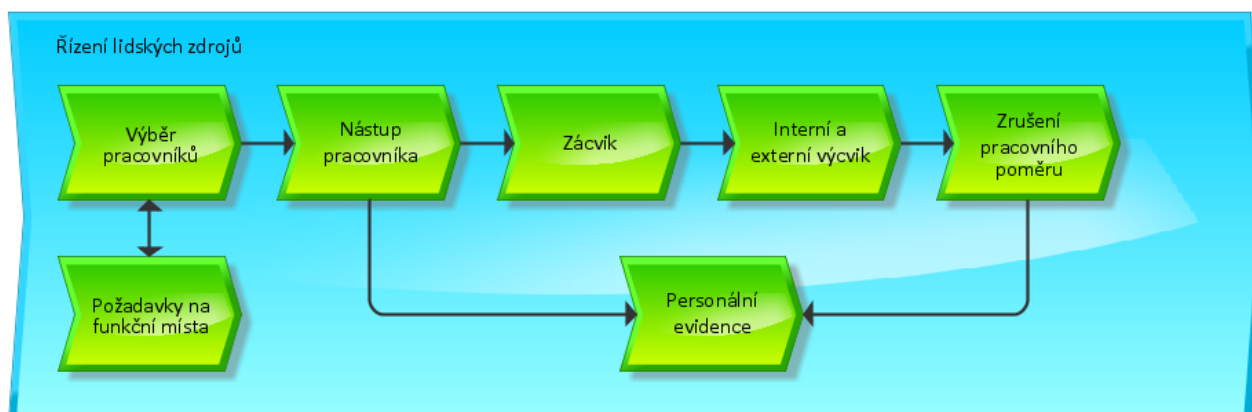 Řízení lidských zdrojů
Výběr
pracovníků
Nástup
pracovníka
Zácvik
Interní a
externí výcvik
Zrušení
pracovního
poměru
Požadavky na
funkční místa
Personální
evidence